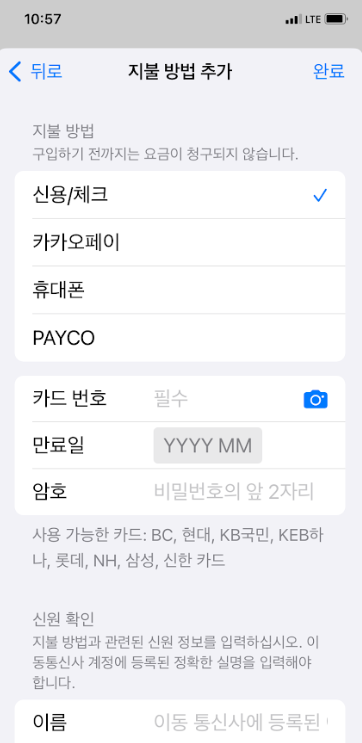 10:57
LTE
뒤로
지불 방법 추가
완료
지불 방법
구입하기 전까지는 요금이 청구되지 않습니다.
신용/체크
카카오페이
휴대폰
PAYCO
카드 번호 필수
만료일 YYYY MM
암호 비밀번호의 앞 2자리
사용 가능한 카드: BC, 현대, KB국민, KEB하
나, 롯데, NH, 삼성, 신한 카드
신원 확인
지불 방법과 관련된 신원 정보를 입력하십시오. 이
동통신사 계정에 등록된 정확한 실명을 입력해야
합니다.
이름 이동 통신사에 등록된